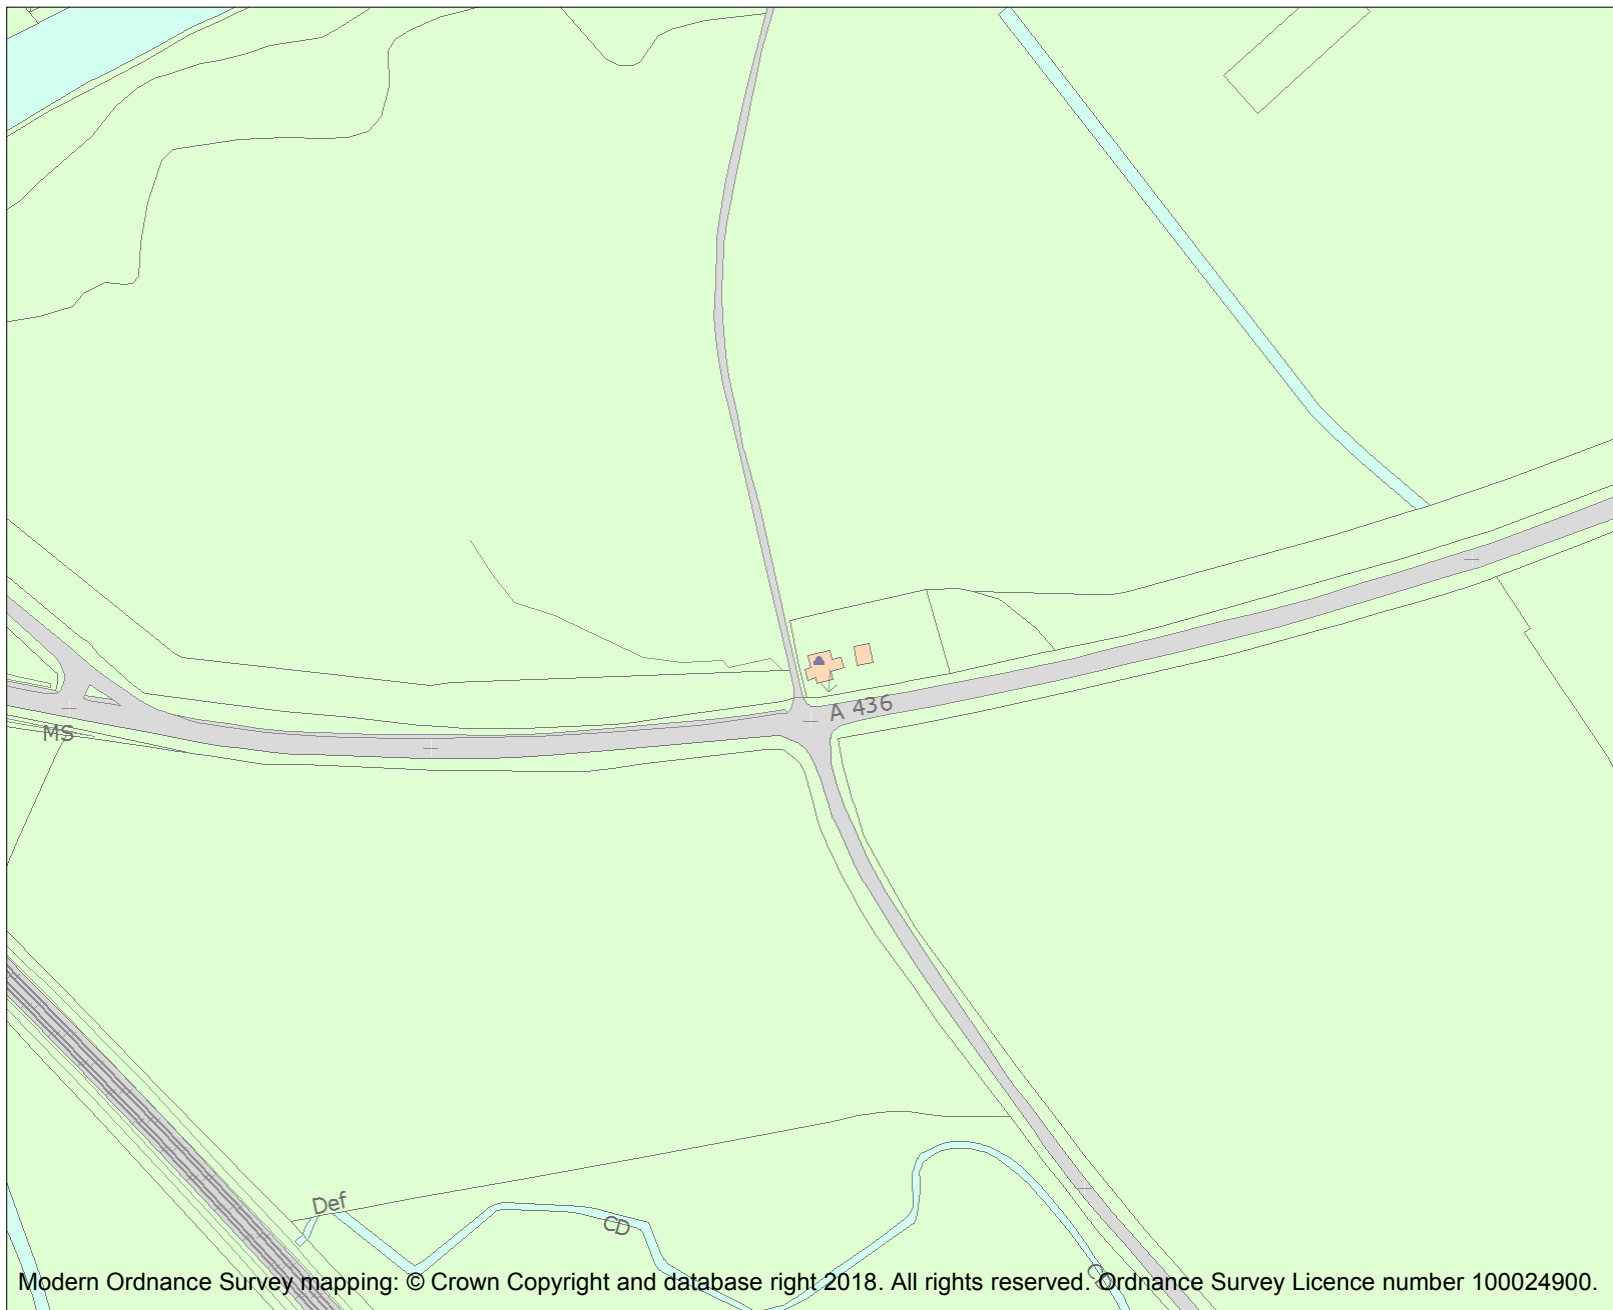 A 436
MS
Def
CD
CD
Modern Ordnance Survey mapping: © Crown Copyright and database right 2018. All rights reserved. Ordnance Survey Licence number 100024900.